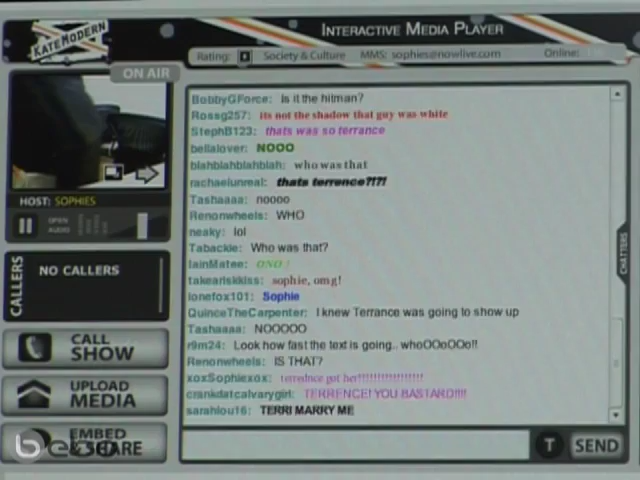 KATEMODERN
INTERACTIVE MEDIA PLAYER
Rating: Society & Culture MMS: sophies@nowlive.com Online:
ON AIR
BobbyGForce: Is it the hitman?
Rossg257: its not the shadow that guy was white
StephB123: thats was so terrance
bellalover: NOOO
blahblahblahblah: who was that
rachaelunreal: thats terrence?!?!
Tashaaaa: noooo
Renonwheels: WHO
neaky: lol
Tabackie: Who was that?
IainMatee: ONO !
takeariskkiss: sophie, omg!
lonefox101: Sophie
QuinceTheCarpenter: I knew Terrance was going to show up
Tashaaaa: NOOOOO
r9m24: Look how fast the text is going.. whoOOoOOo!!
Renonwheels: IS THAT?
xoxSophiexox: got her!!!!!!!!!!!!!!!!!!
crankdatcalvarygirl: TERRENCE! YOU BASTARD!!!!
sarahlou16: TERRI MARRY ME
HOST: SOPHIES
OPEN
AUDIO
CALLERS
NO CALLERS
CHATTERS
CALL
SHOW
UPLOAD
MEDIA
EMBED
& SHARE
bebo
T
SEND